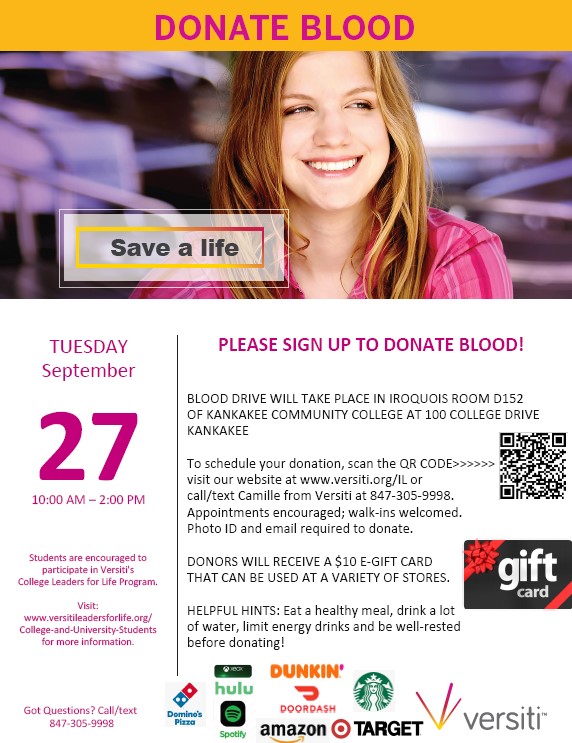 DONATE BLOOD
Save a life
TUESDAY
September
27
10:00 AM – 2:00 PM
Students are encouraged to
participate in Versiti's
College Leaders for Life Program.
Visit:
www.versitileadersforlife.org/
College-and-University-Students
for more information.
Got Questions? Call/text
847-305-9998
PLEASE SIGN UP TO DONATE BLOOD!
BLOOD DRIVE WILL TAKE PLACE IN IROQUOIS ROOM D152
OF KANKAKEE COMMUNITY COLLEGE AT 100 COLLEGE DRIVE
KANKAKEE
To schedule your donation, scan the QR CODE>>>>>>
visit our website at www.versiti.org/IL or
call/text Camille from Versiti at 847-305-9998.
Appointments encouraged; walk-ins welcomed.
Photo ID and email required to donate.
DONORS WILL RECEIVE A $10 E-GIFT CARD
THAT CAN BE USED AT A VARIETY OF STORES.
gift
card
HELPFUL HINTS: Eat a healthy meal, drink a lot
of water, limit energy drinks and be well-rested
before donating!
XBOX
DUNKIN'
hulu
Domino's
Pizza
DOORDASH
Spotify
amazon
TARGET
versiti™